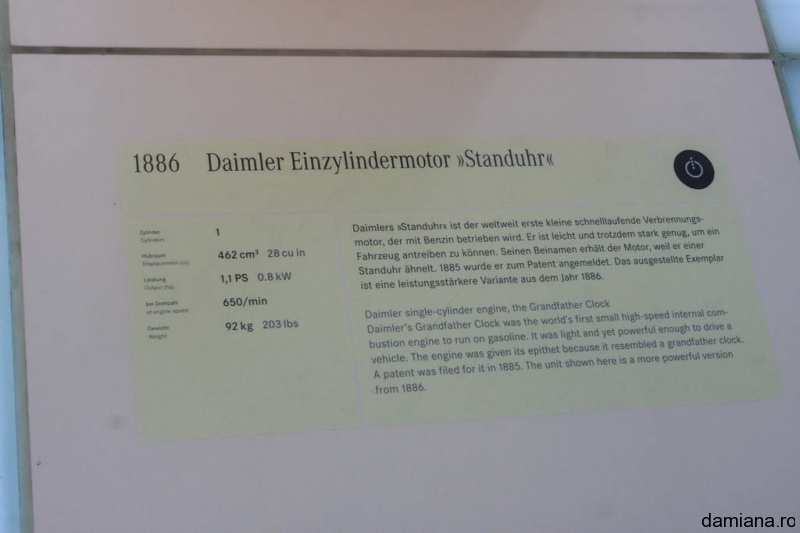 1886 Daimler Einzylindermotor »Standuhr«
Zylinder
Cylinders
1
Hubraum
Displacement (cc)
462 cm³ 28 cu in
Leistung
Output (hp)
1,1 PS 0.8 kW
bei Drehzahl
at engine speed
650/min
Gewicht
Weight
92 kg 203 lbs
Daimlers »Standuhr« ist der weltweit erste kleine schnelllaufende Verbrennungs-
motor, der mit Benzin betrieben wird. Er ist leicht und trotzdem stark genug, um ein
Fahrzeug antreiben zu können. Seinen Beinamen erhält der Motor, weil er einer
Standuhr ähnelt. 1885 wurde er zum Patent angemeldet. Das ausgestellte Exemplar
ist eine leistungsstärkere Variante aus dem Jahr 1886.
Daimler single-cylinder engine, the Grandfather Clock
Daimler's Grandfather Clock was the world's first small high-speed internal com-
bustion engine to run on gasoline. It was light and yet powerful enough to drive a
vehicle. The engine was given its epithet because it resembled a grandfather clock.
A patent was filed for it in 1885. The unit shown here is a more powerful version
from 1886.
damiana.ro